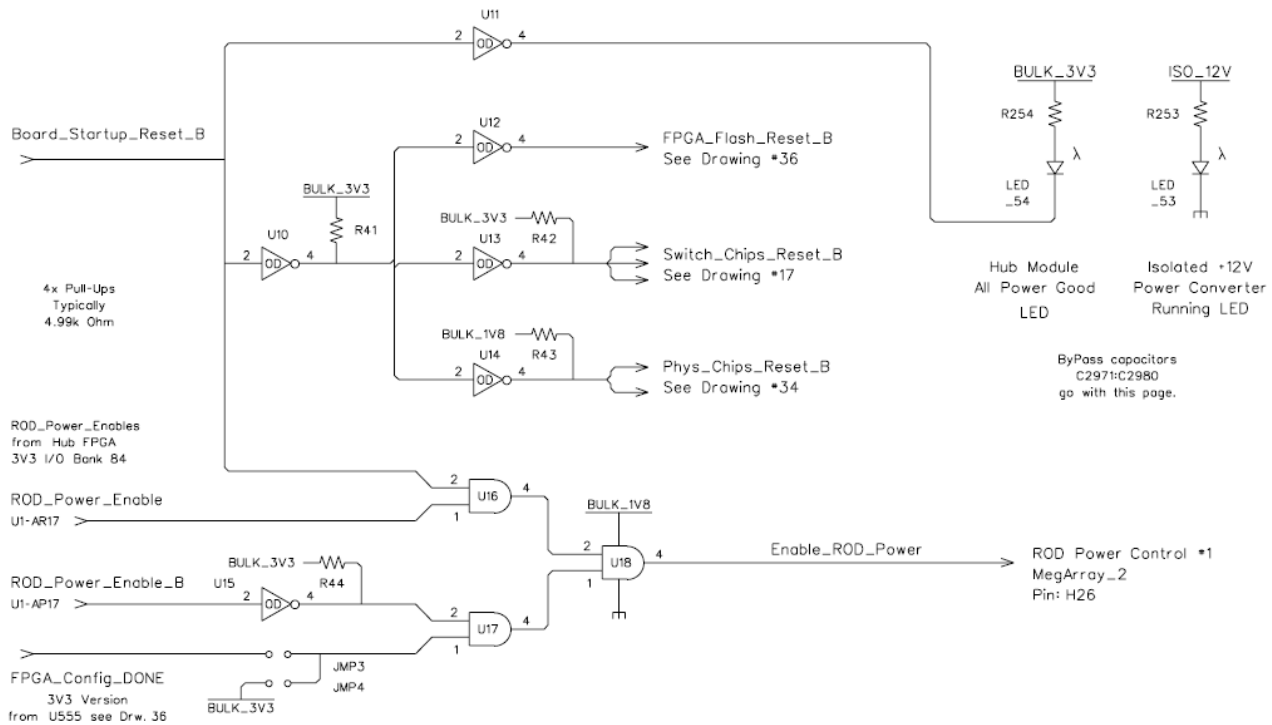 U11
2 OD 4
BULK_3V3
ISO_12V
R254
R253
λ
λ
LED
_54
LED
_53
Hub Module
All Power Good
LED
Isolated +12V
Power Converter
Running LED
ByPass capacitors
C2971:C2980
go with this page.
Board_Startup_Reset_B
U12
2 OD 4
FPGA_Flash_Reset_B
See Drawing #36
BULK_3V3
R41
U10
2 OD 4
BULK_3V3
R42
U13
2 OD 4
Switch_Chips_Reset_B
See Drawing #17
4x Pull-Ups
Typically
4.99k Ohm
BULK_1V8
R43
U14
2 OD 4
Phys_Chips_Reset_B
See Drawing #34
ROD_Power_Enables
from Hub FPGA
3V3 I/O Bank 84
ROD_Power_Enable
U1-AR17
2
1
U16
4
BULK_1V8
2
1
U18
4
Enable_ROD_Power
ROD Power Control #1
MegArray_2
Pin: H26
ROD_Power_Enable_B
U1-AP17
BULK_3V3
R44
U15
2 OD 4
2
1
U17
4
FPGA_Config_DONE
3V3 Version
from U555 see Drw. 36
JMP3
JMP4
BULK_3V3